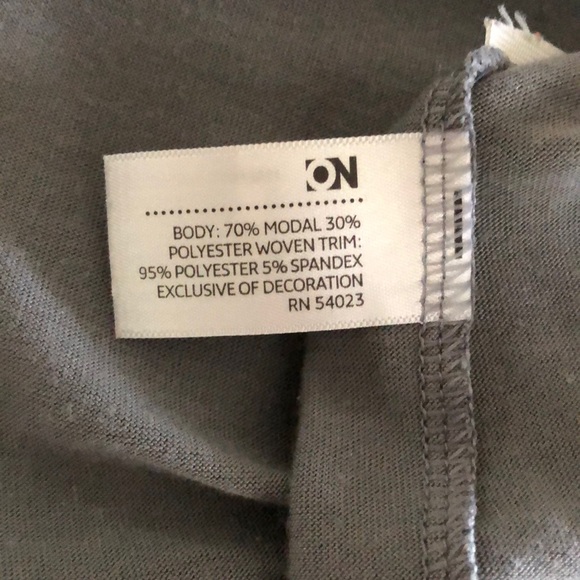 ON
BODY: 70% MODAL 30%
POLYESTER WOVEN TRIM:
95% POLYESTER 5% SPANDEX
EXCLUSIVE OF DECORATION
RN 54023